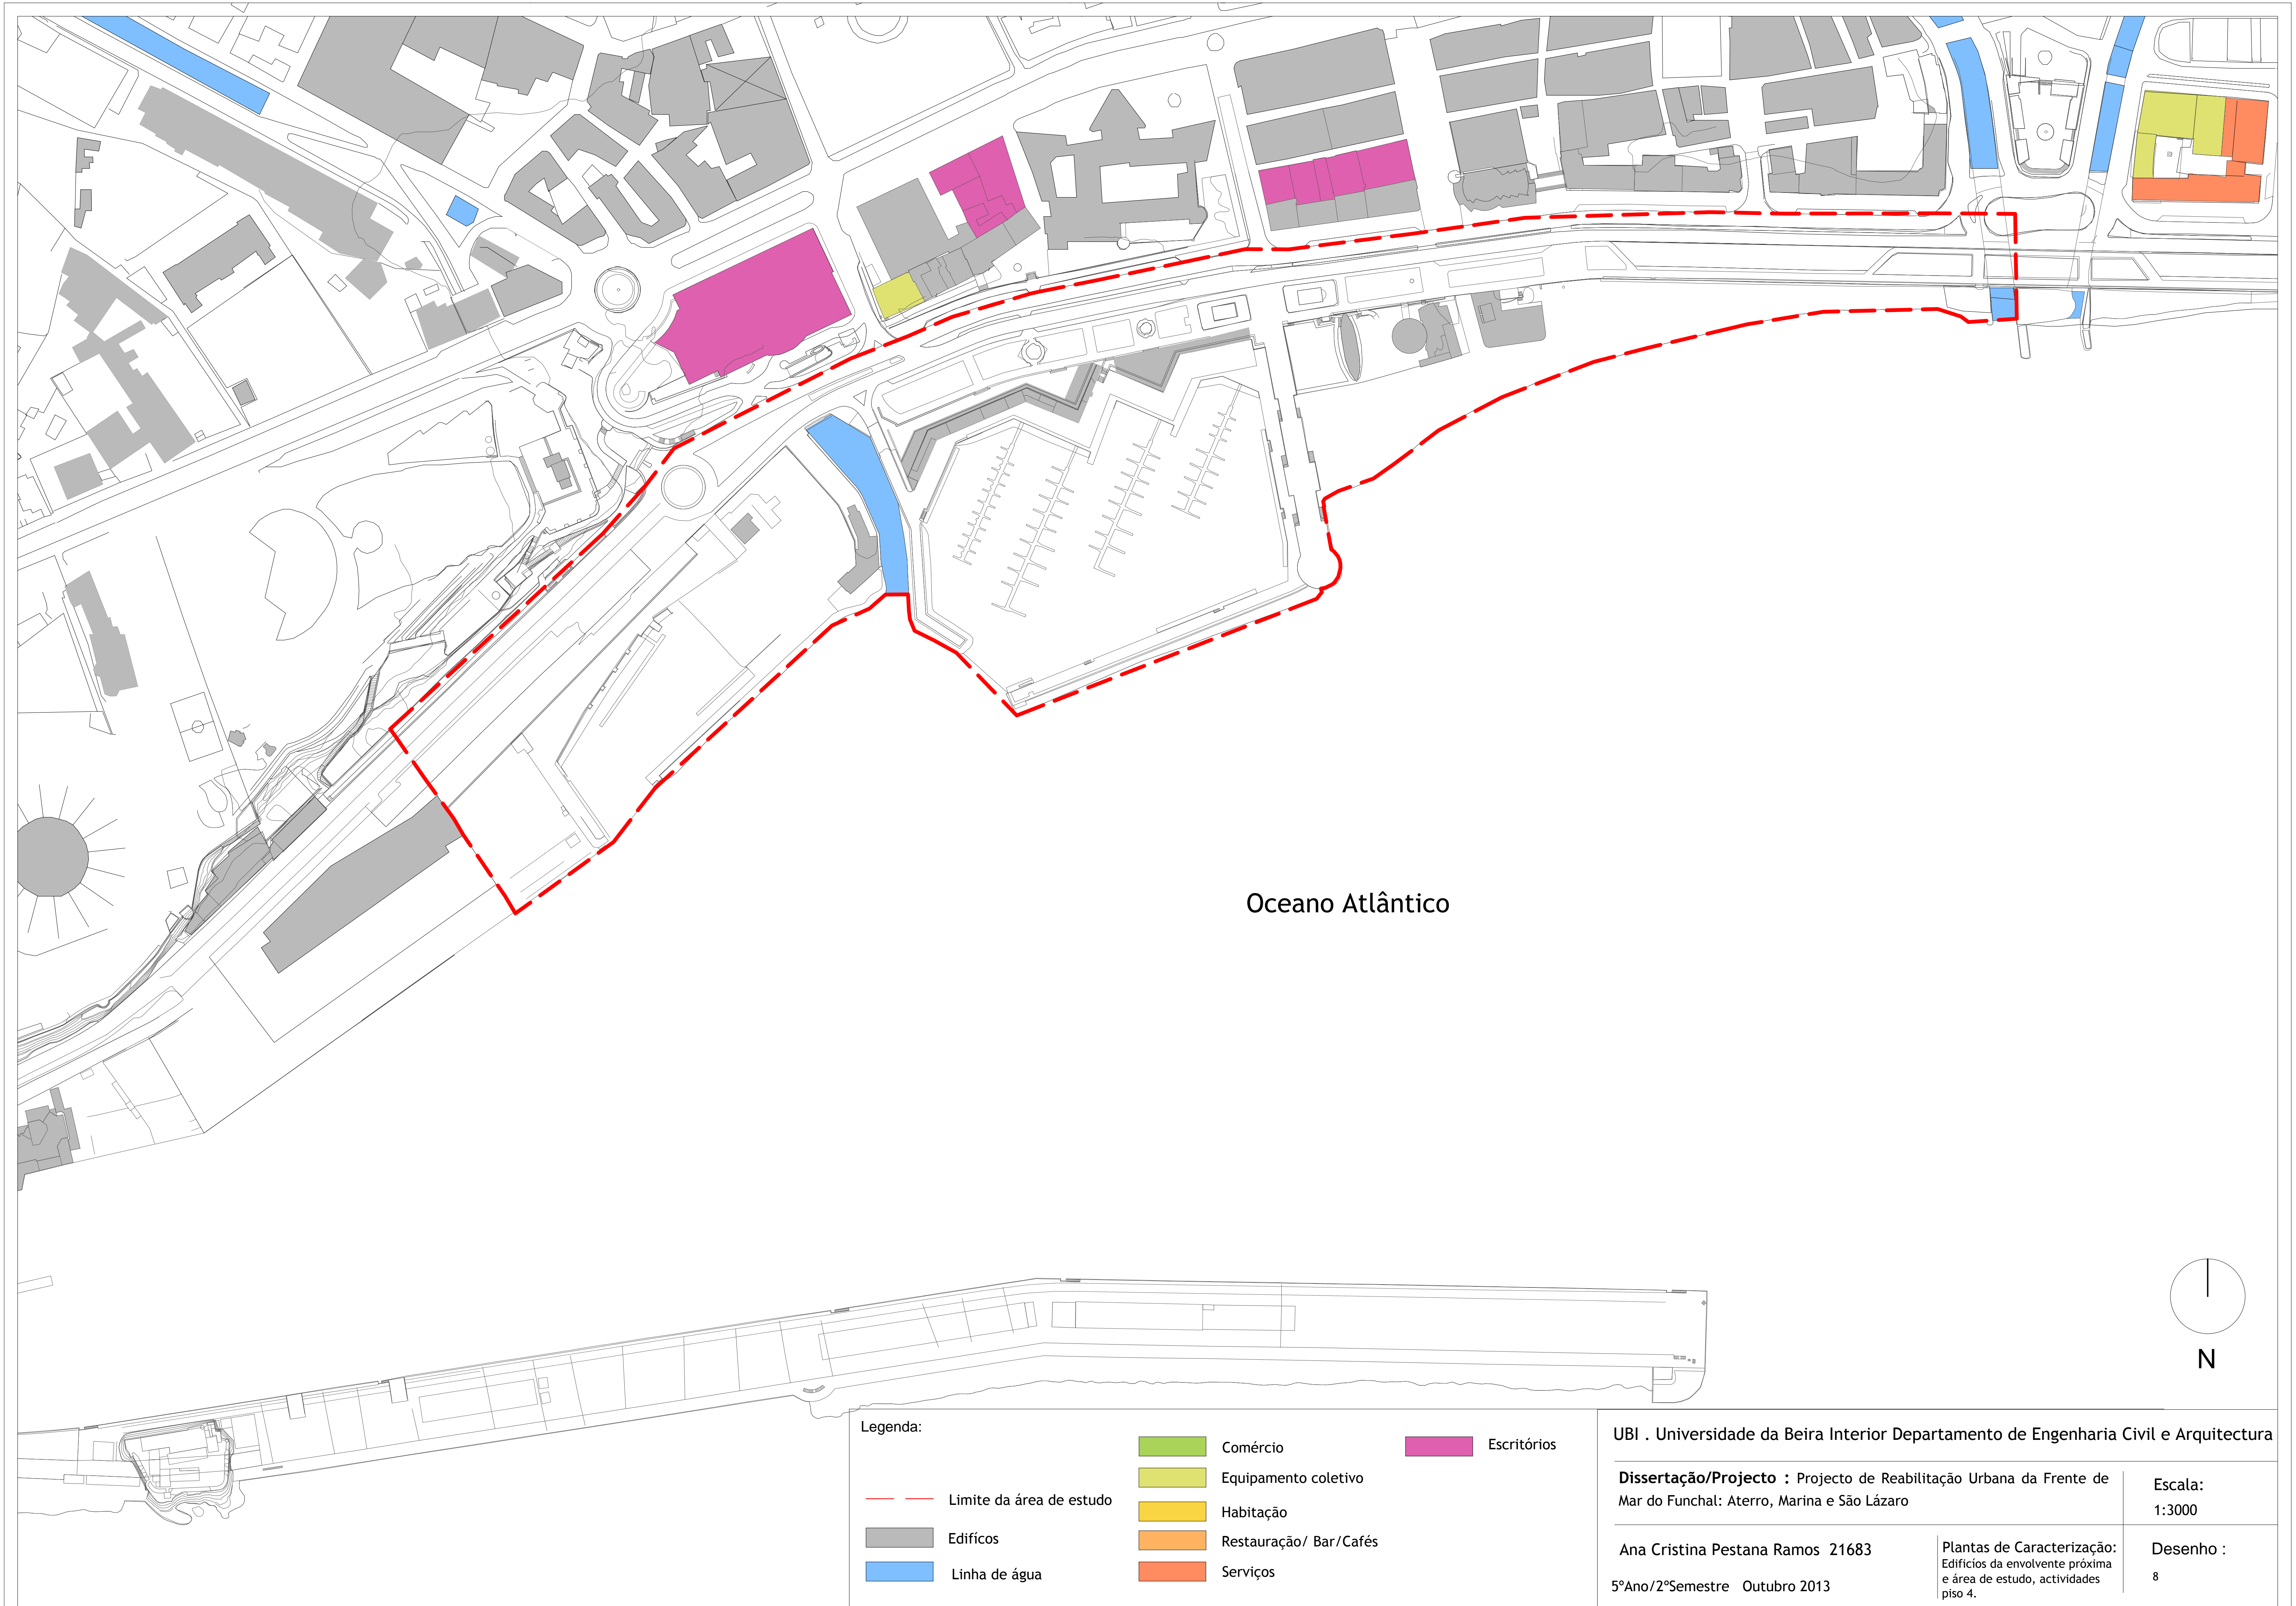 Oceano Atlântico
N
Legenda:
Limite da área de estudo
Edifícos
Linha de água
Comércio
Equipamento coletivo
Habitação
Restauração/ Bar/Cafés
Serviços
Escritórios
UBI . Universidade da Beira Interior Departamento de Engenharia Civil e Arquitectura
Dissertação/Projecto : Projecto de Reabilitação Urbana da Frente de
Mar do Funchal: Aterro, Marina e São Lázaro
Escala:
1:3000
Ana Cristina Pestana Ramos 21683
5ºAno/2ºSemestre Outubro 2013
Plantas de Caracterização:
Edificíos da envolvente próxima
e área de estudo, actividades
piso 4.
Desenho :
8